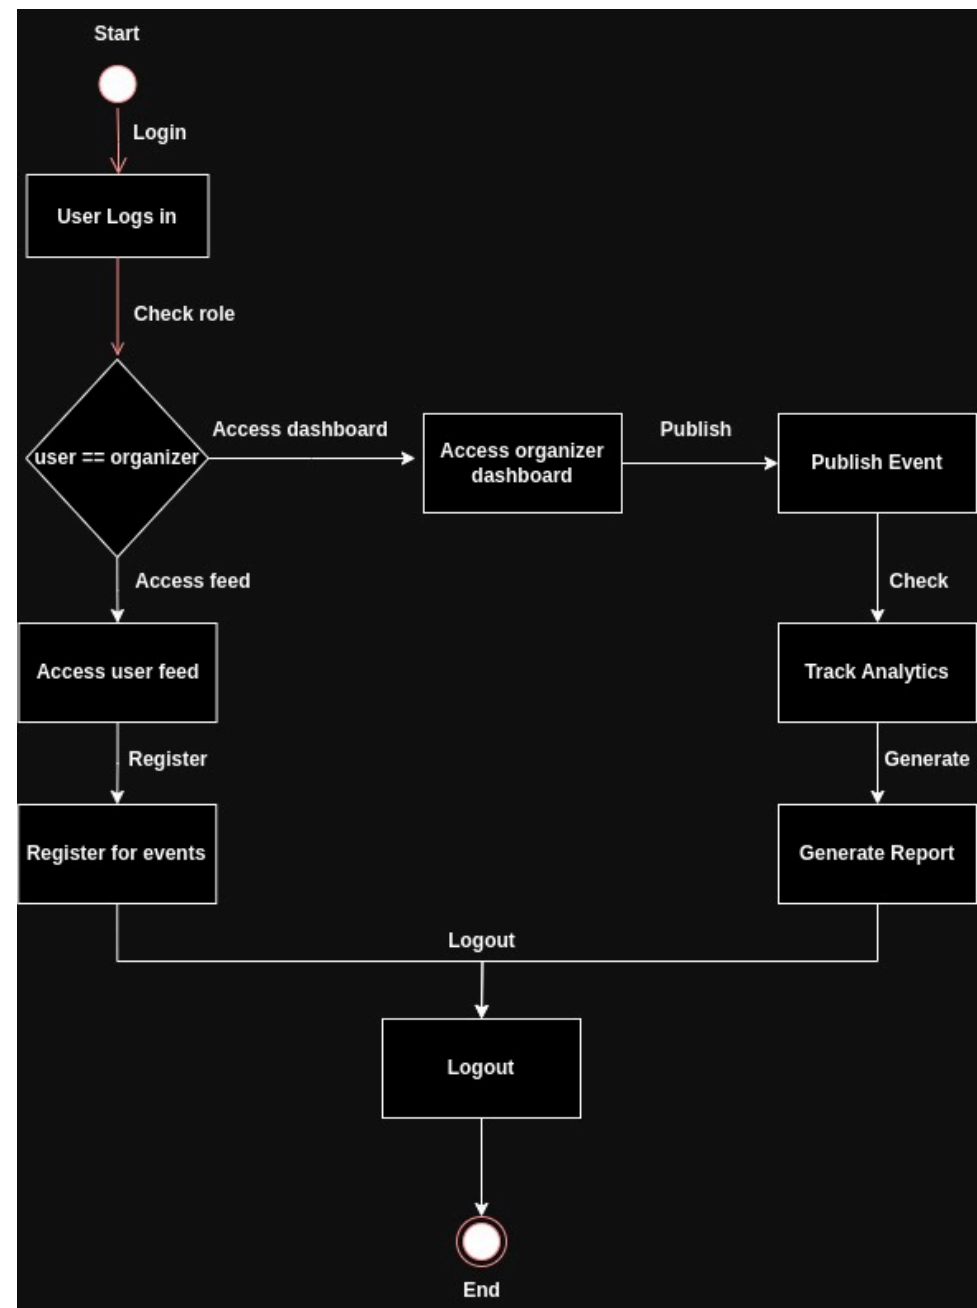 Start
Login
User Logs in
Check role
user == organizer
Access dashboard
Access organizer
dashboard
Publish
Publish Event
Access feed
Check
Access user feed
Track Analytics
Register
Generate
Register for events
Generate Report
Logout
Logout
End